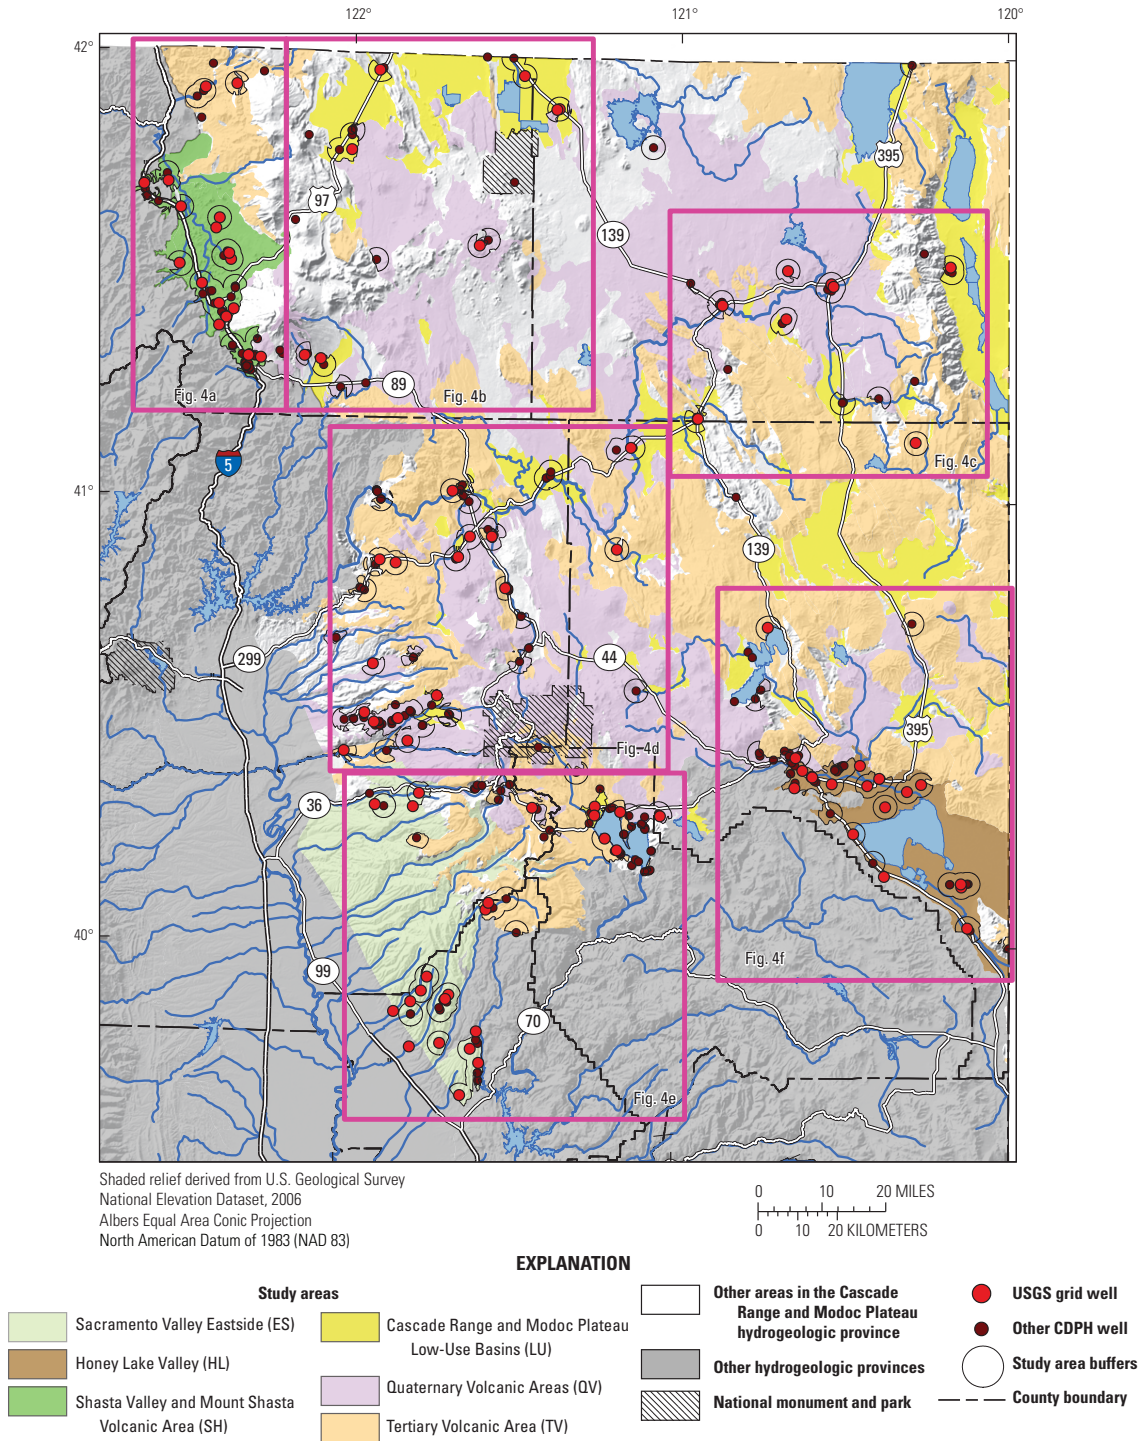 122°
121°
120°
42°
395
97
139
Fig. 4a
89
Fig. 4b
Fig. 4c
5
41°
139
299
44
Fig. 4d
395
36
40°
Fig. 4f
99
70
Fig. 4e
Shaded relief derived from U.S. Geological Survey
National Elevation Dataset, 2006
Albers Equal Area Conic Projection
North American Datum of 1983 (NAD 83)
0 10 20 MILES
0 10 20 KILOMETERS
EXPLANATION
Study areas
Sacramento Valley Eastside (ES)
Honey Lake Valley (HL)
Shasta Valley and Mount Shasta
Volcanic Area (SH)
Cascade Range and Modoc Plateau
Low-Use Basins (LU)
Quaternary Volcanic Areas (QV)
Tertiary Volcanic Area (TV)
Other areas in the Cascade
Range and Modoc Plateau
hydrogeologic province
Other hydrogeologic provinces
National monument and park
USGS grid well
Other CDPH well
Study area buffers
County boundary